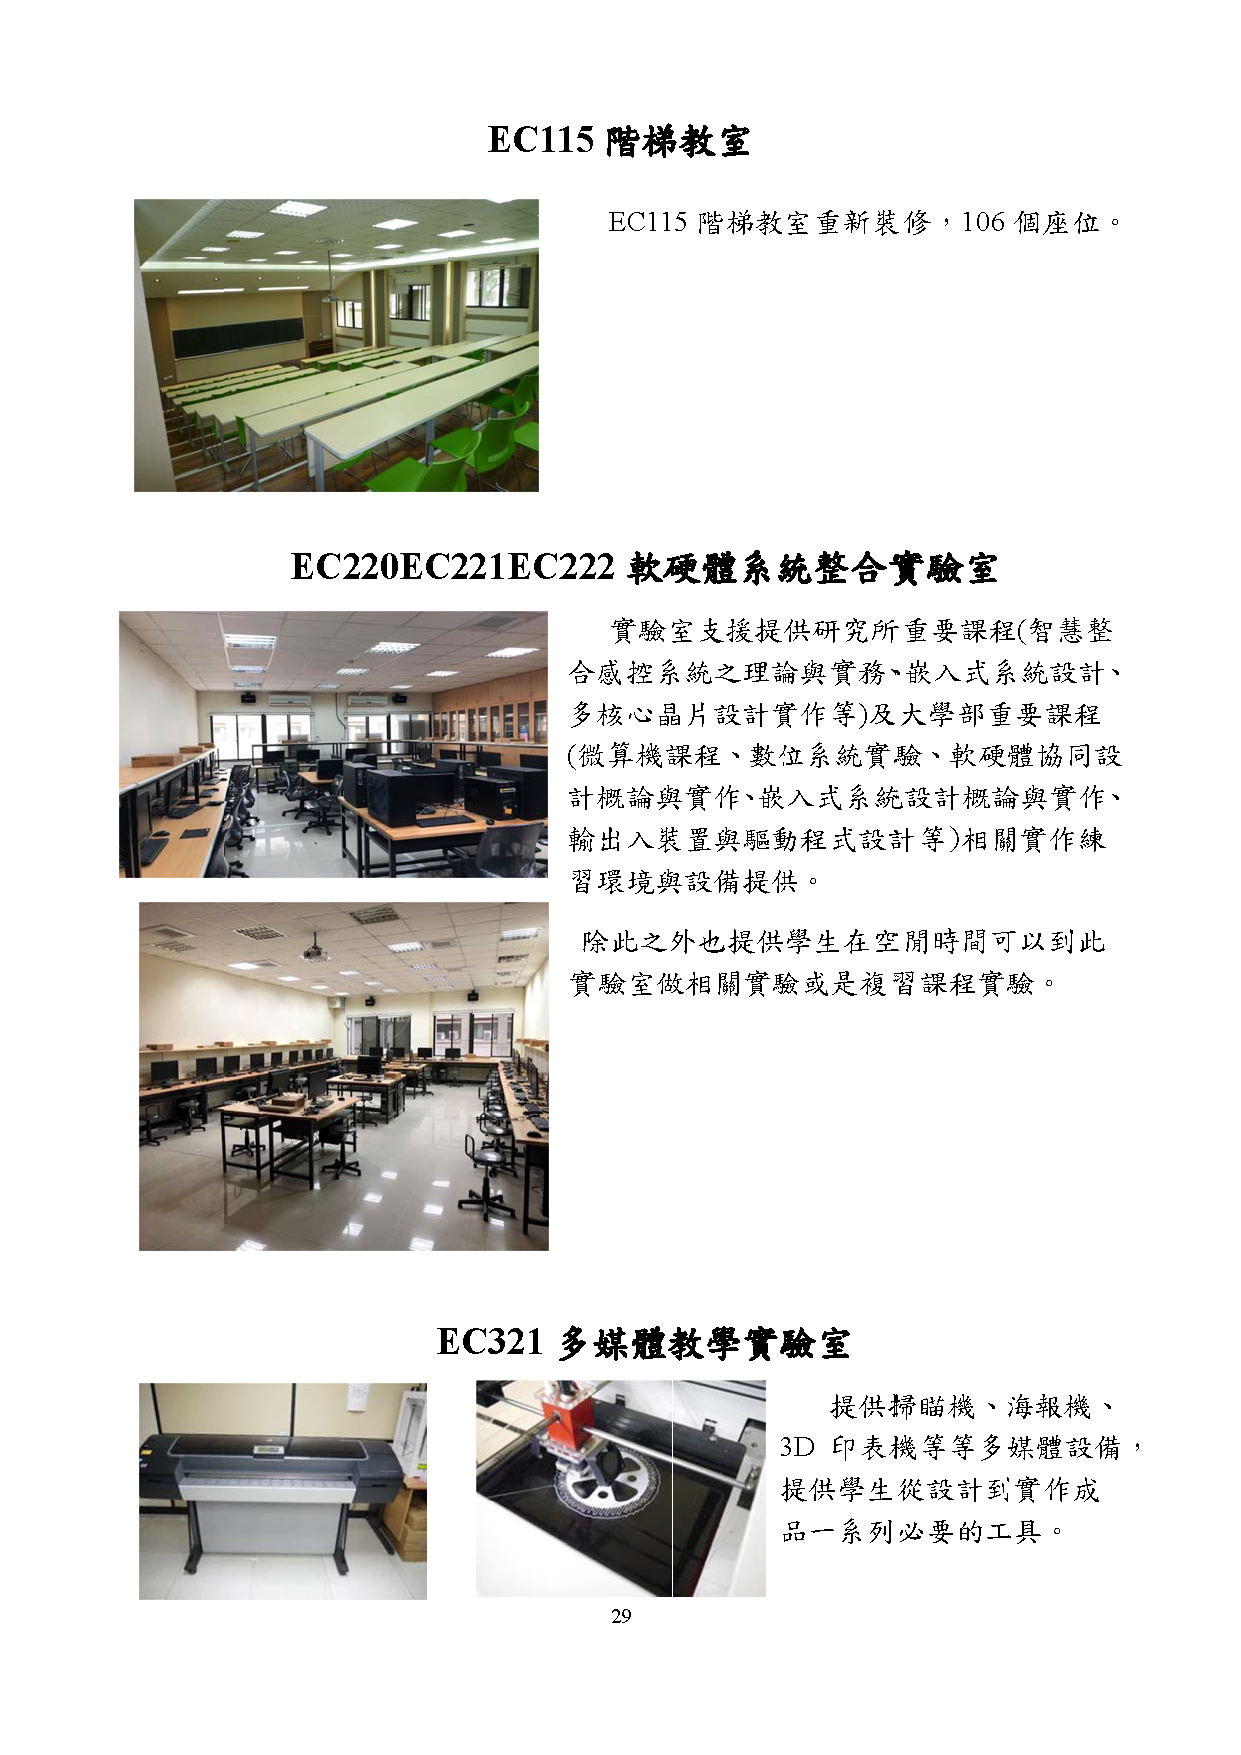 EC115 階梯教室
EC115 階梯教室重新裝修，106 個座位。
EC220EC221EC222 軟硬體系統整合實驗室
實驗室支援提供研究所重要課程(智慧整
合感控系統之理論與實務、嵌入式系統設計、
多核心晶片設計實作等)及大學部重要課程
(微算機課程、數位系統實驗、軟硬體協同設
計概論與實作、嵌入式系統設計概論與實作、
輸出入裝置與驅動程式設計等)相關實作練
習環境與設備提供。
除此之外也提供學生在空閒時間可以到此
實驗室做相關實驗或是複習課程實驗。
EC321 多媒體教學實驗室
提供掃瞄機、海報機、
3D 印表機等等多媒體設備，
提供學生從設計到實作成
品一系列必要的工具。
29